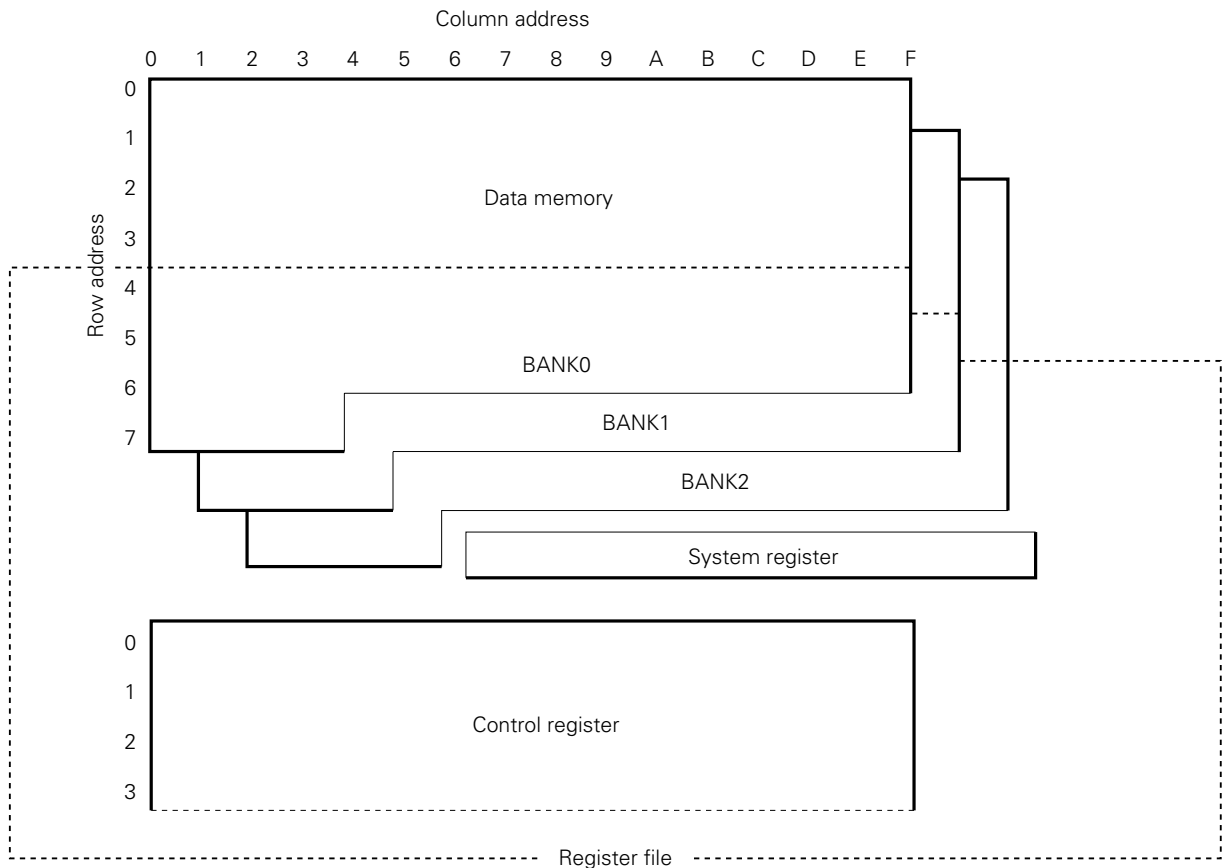 Column address
0 1 2 3 4 5 6 7 8 9 A B C D E F
0
1
2
3
4
5
6
7
Row address
Data memory
BANK0
BANK1
BANK2
System register
0
1
2
3
Control register
Register file